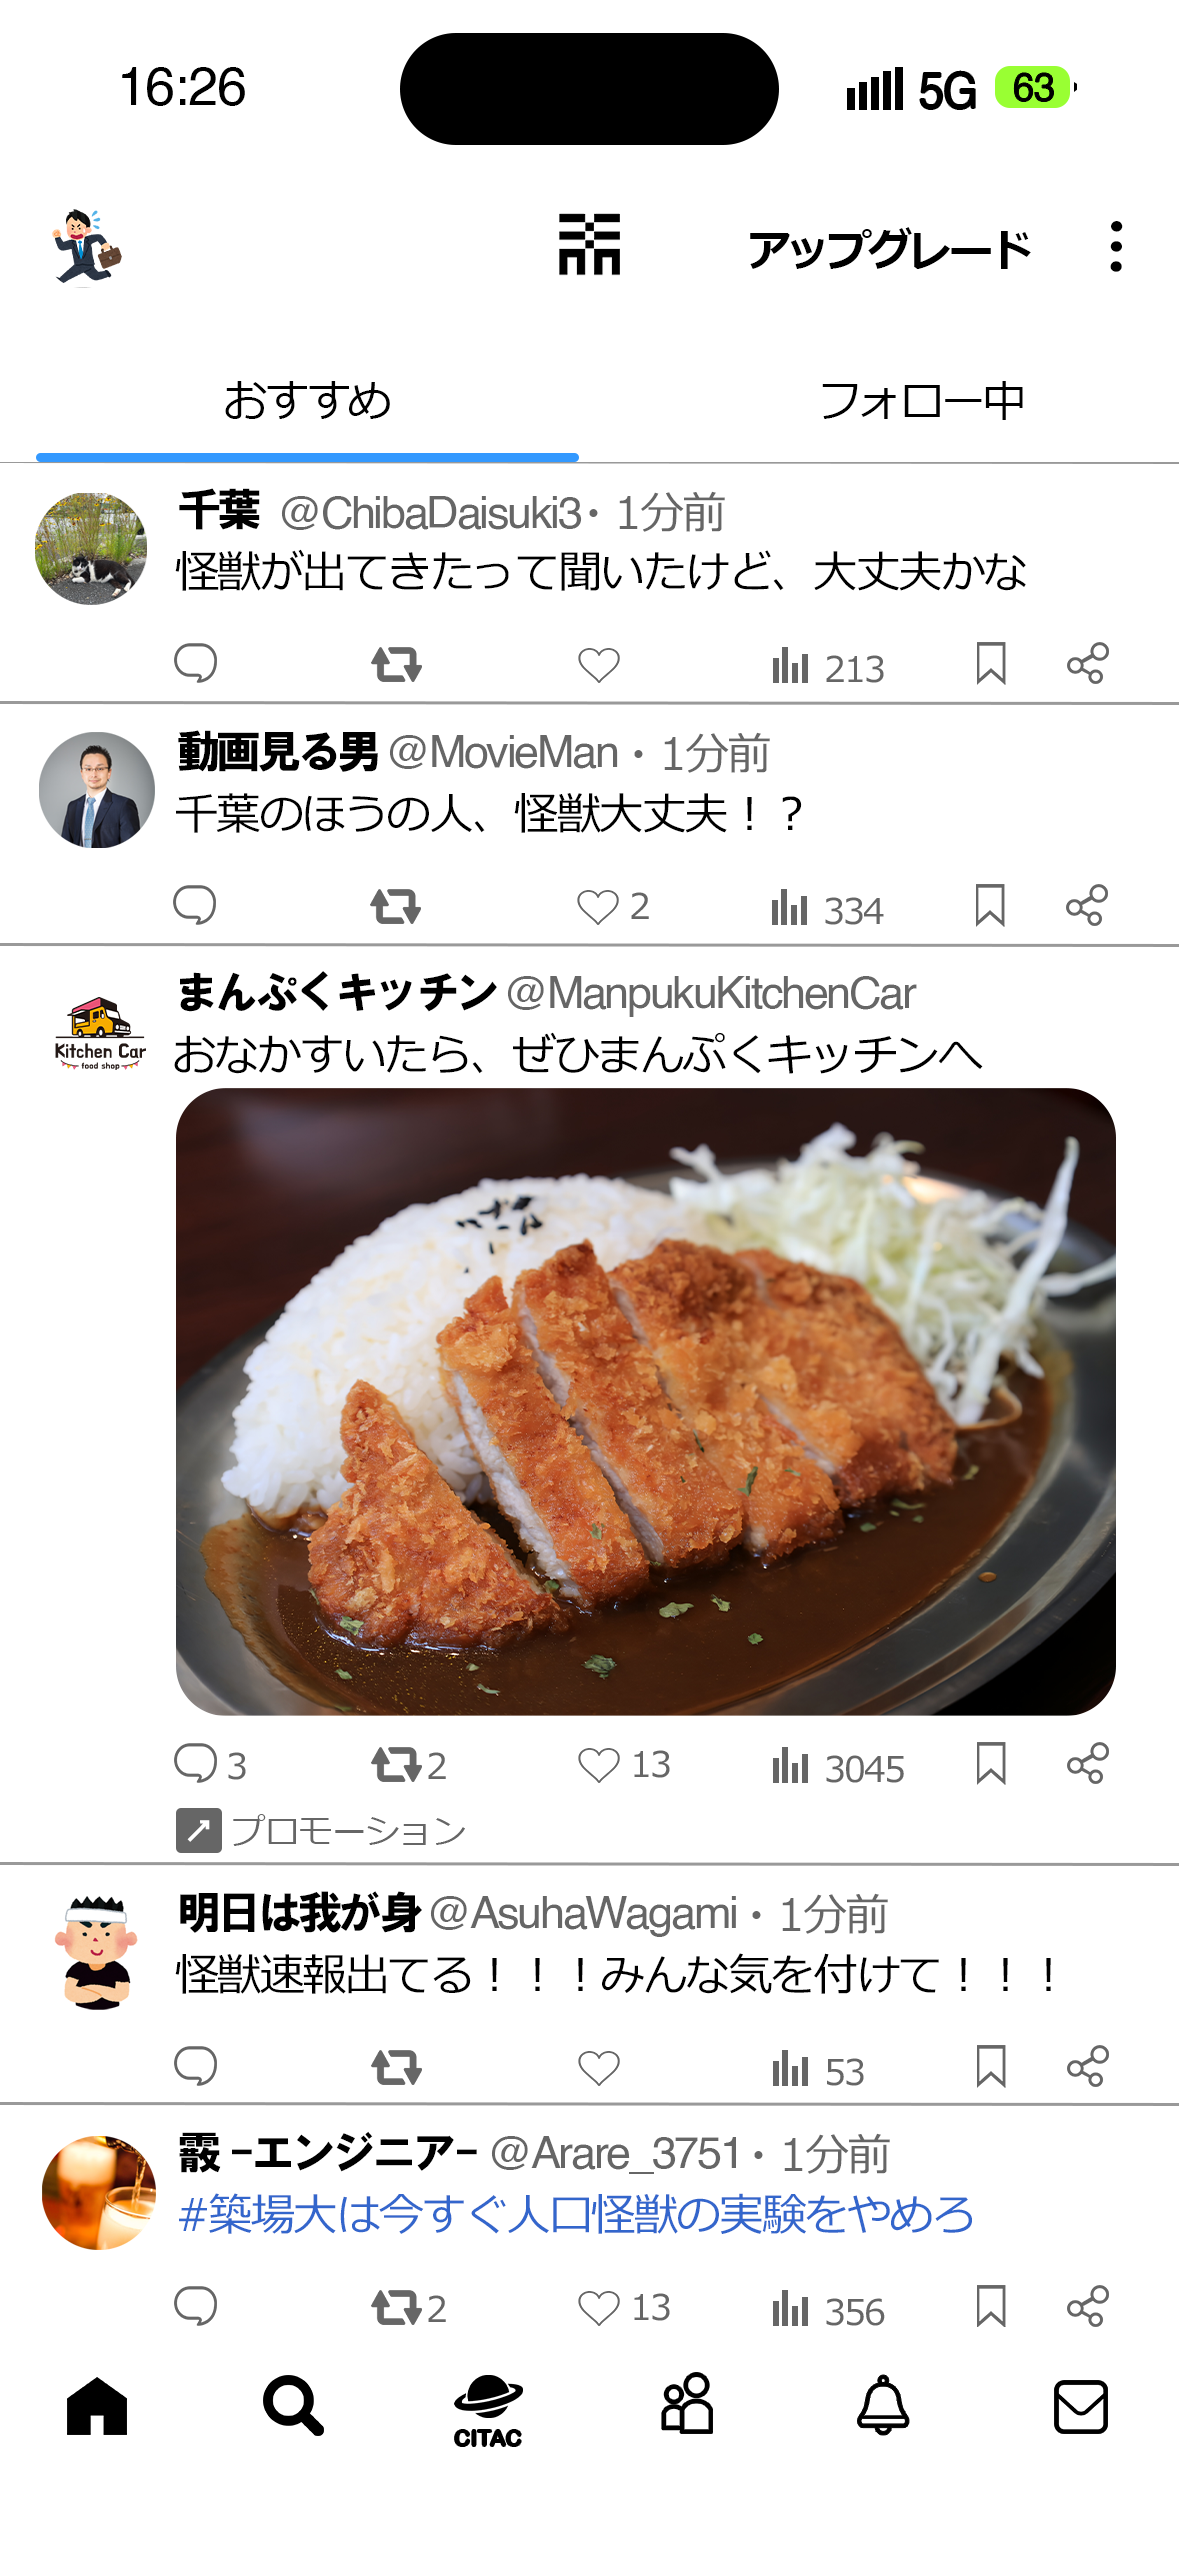 16:26 5G 63
アップグレード
おすすめ フォロー中
千葉 @ChibaDaisuki3・1分前
怪獣が出てきたって聞いたけど、大丈夫かな
213
動画見る男 @MovieMan・1分前
千葉のほうの人、怪獣大丈夫！？
2 334
まんぷくキッチン @ManpukuKitchenCar
おなかすいたら、ぜひまんぷくキッチンへ
Kitchen Car
food shop
3 2 13 3045
プロモーション
明日は我が身 @AsuhaWagami・1分前
怪獣速報出てる！！！みんな気を付けて！！！
53
霰 −エンジニア− @Arare_3751・1分前
#築場大は今すぐ人口怪獣の実験をやめろ
2 13 356
CITAC